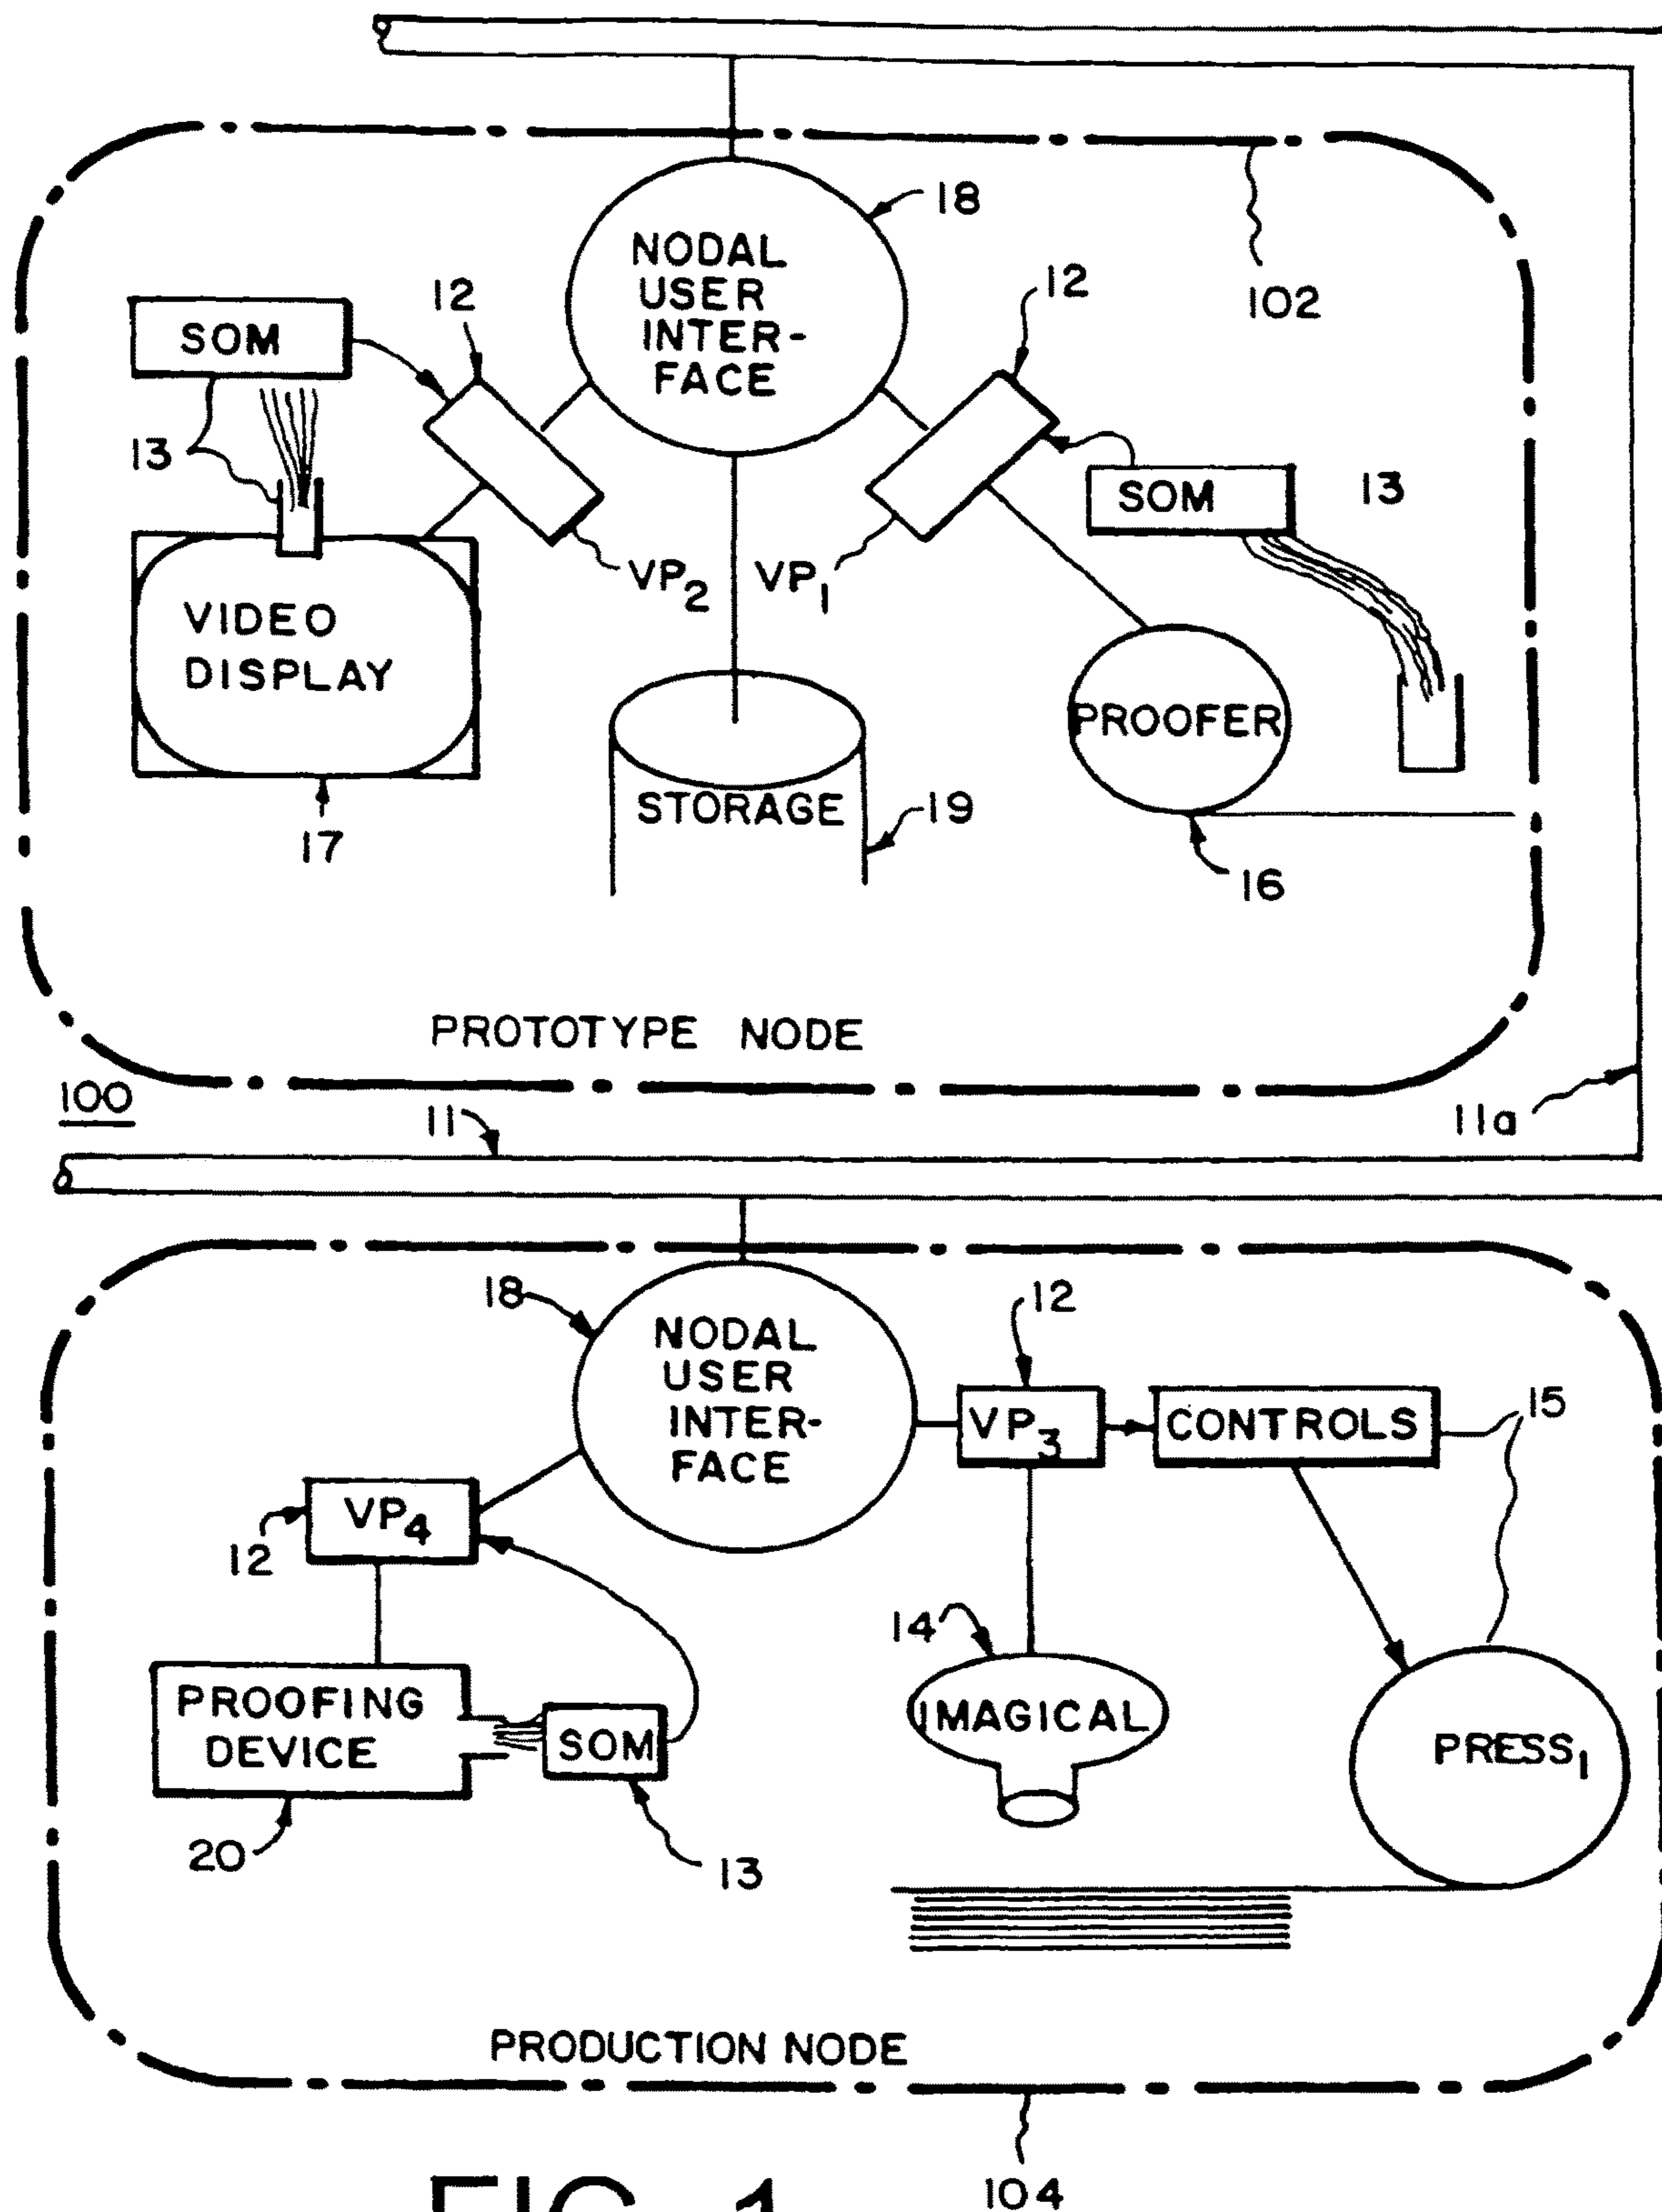 18
NODAL
USER
INTER-
FACE
12
12
102
SOM
13
SOM
13
VP2
VP1
VIDEO
DISPLAY
PROOFER
STORAGE
19
17
16
PROTOTYPE NODE
100
11
11a
18
NODAL
USER
INTER-
FACE
12
VP3
CONTROLS
15
VP4
12
14
PROOFING
DEVICE
SOM
IMAGICAL
PRESS1
20
13
PRODUCTION NODE
104
FIG. 1